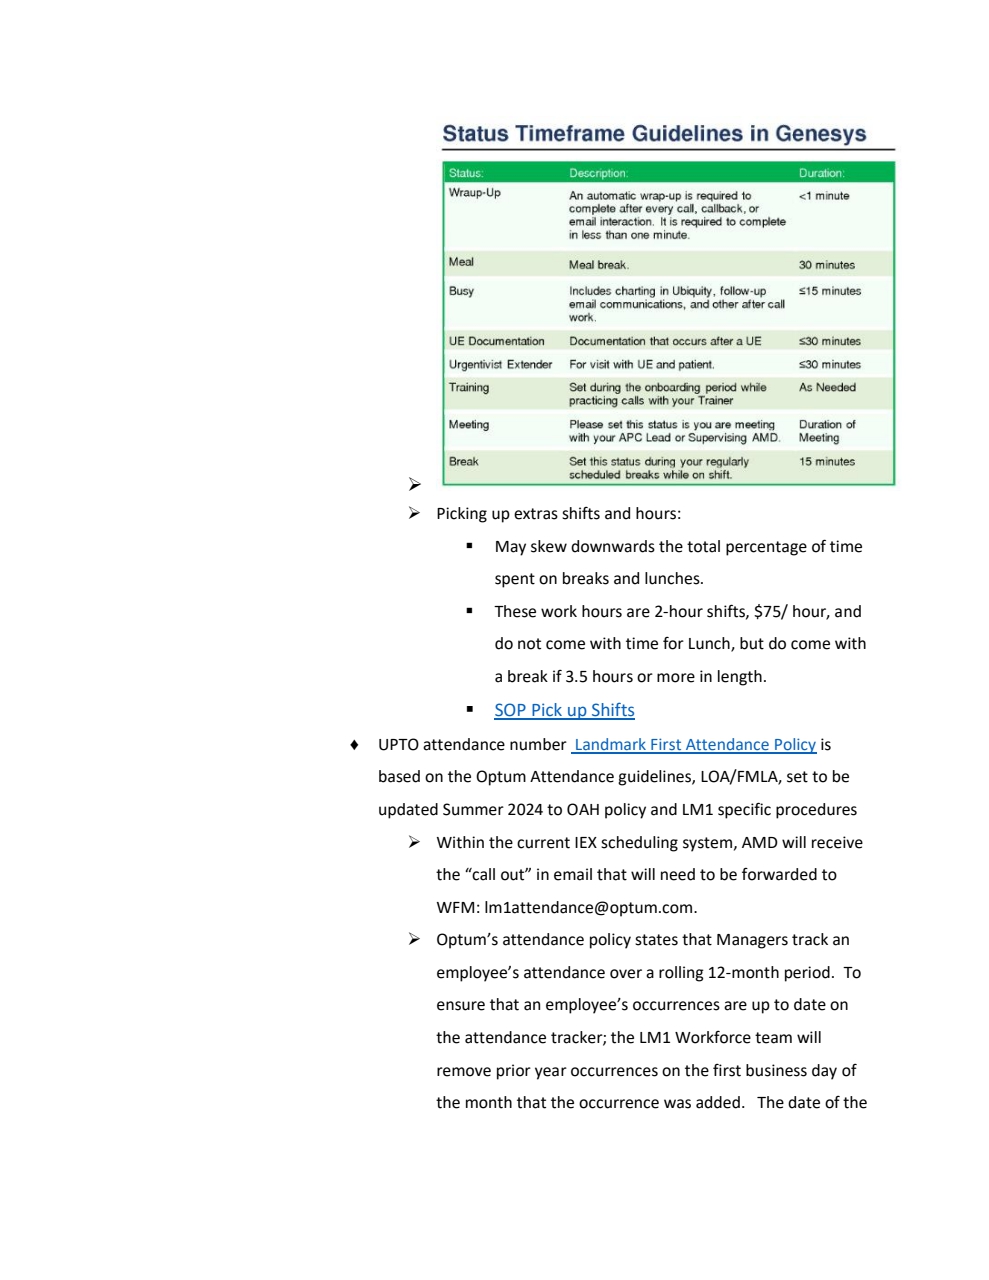 Status Timeframe Guidelines in Genesys
Status: Description: Duration:
Wraup-Up An automatic wrap-up is required to <1 minute
complete after every call, callback, or
email interaction. It is required to complete
in less than one minute.
Meal Meal break. 30 minutes
Busy Includes charting in Ubiquity, follow-up ≤15 minutes
email communications, and other after call
work.
UE Documentation Documentation that occurs after a UE ≤30 minutes
Urgentivist Extender For visit with UE and patient. ≤30 minutes
Training Set during the onboarding period while As Needed
practicing calls with your Trainer
Meeting Please set this status is you are meeting Duration of
with your APC Lead or Supervising AMD. Meeting
Break Set this status during your regularly 15 minutes
scheduled breaks while on shift.
➢
➢ Picking up extras shifts and hours:
▪ May skew downwards the total percentage of time
spent on breaks and lunches.
▪ These work hours are 2-hour shifts, $75/ hour, and
do not come with time for Lunch, but do come with
a break if 3.5 hours or more in length.
▪ SOP Pick up Shifts
♦ UPTO attendance number Landmark First Attendance Policy is
based on the Optum Attendance guidelines, LOA/FMLA, set to be
updated Summer 2024 to OAH policy and LM1 specific procedures
➢ Within the current IEX scheduling system, AMD will receive
the “call out” in email that will need to be forwarded to
WFM: lm1attendance@optum.com.
➢ Optum’s attendance policy states that Managers track an
employee’s attendance over a rolling 12-month period.  To
ensure that an employee’s occurrences are up to date on
the attendance tracker; the LM1 Workforce team will
remove prior year occurrences on the first business day of
the month that the occurrence was added.   The date of the